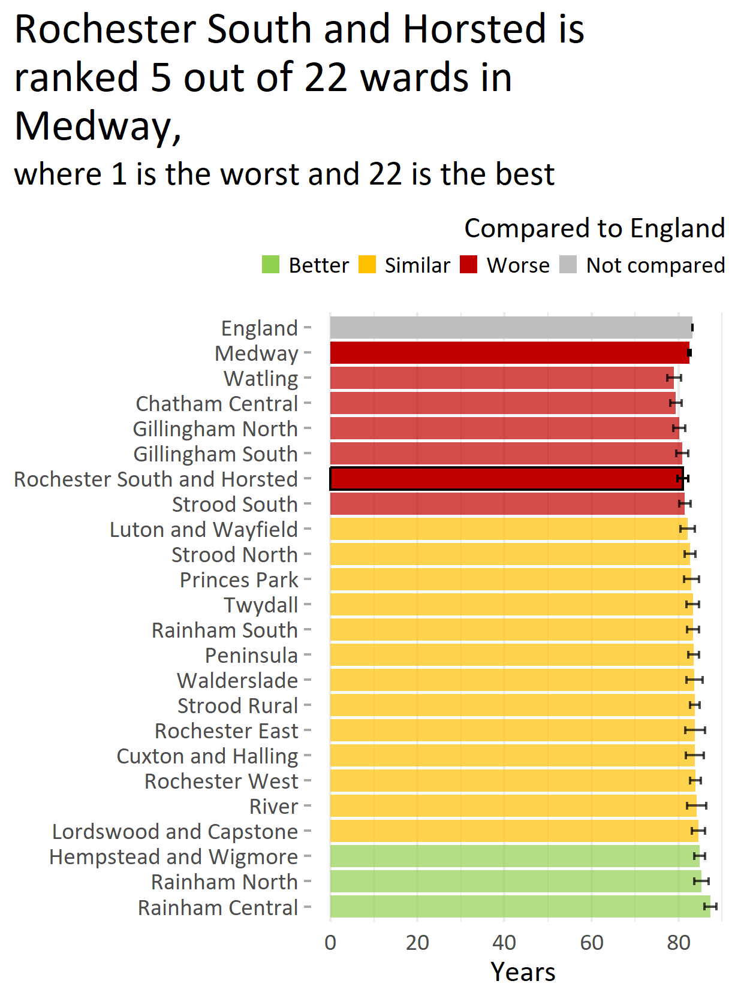 Rochester South and Horsted is
ranked 5 out of 22 wards in
Medway,
where 1 is the worst and 22 is the best
Compared to England
Better Similar Worse Not compared
England
Medway
Watling
Chatham Central
Gillingham North
Gillingham South
Rochester South and Horsted
Strood South
Luton and Wayfield
Strood North
Princes Park
Twydall
Rainham South
Peninsula
Walderslade
Strood Rural
Rochester East
Cuxton and Halling
Rochester West
River
Lordswood and Capstone
Hempstead and Wigmore
Rainham North
Rainham Central
0 20 40 60 80
Years